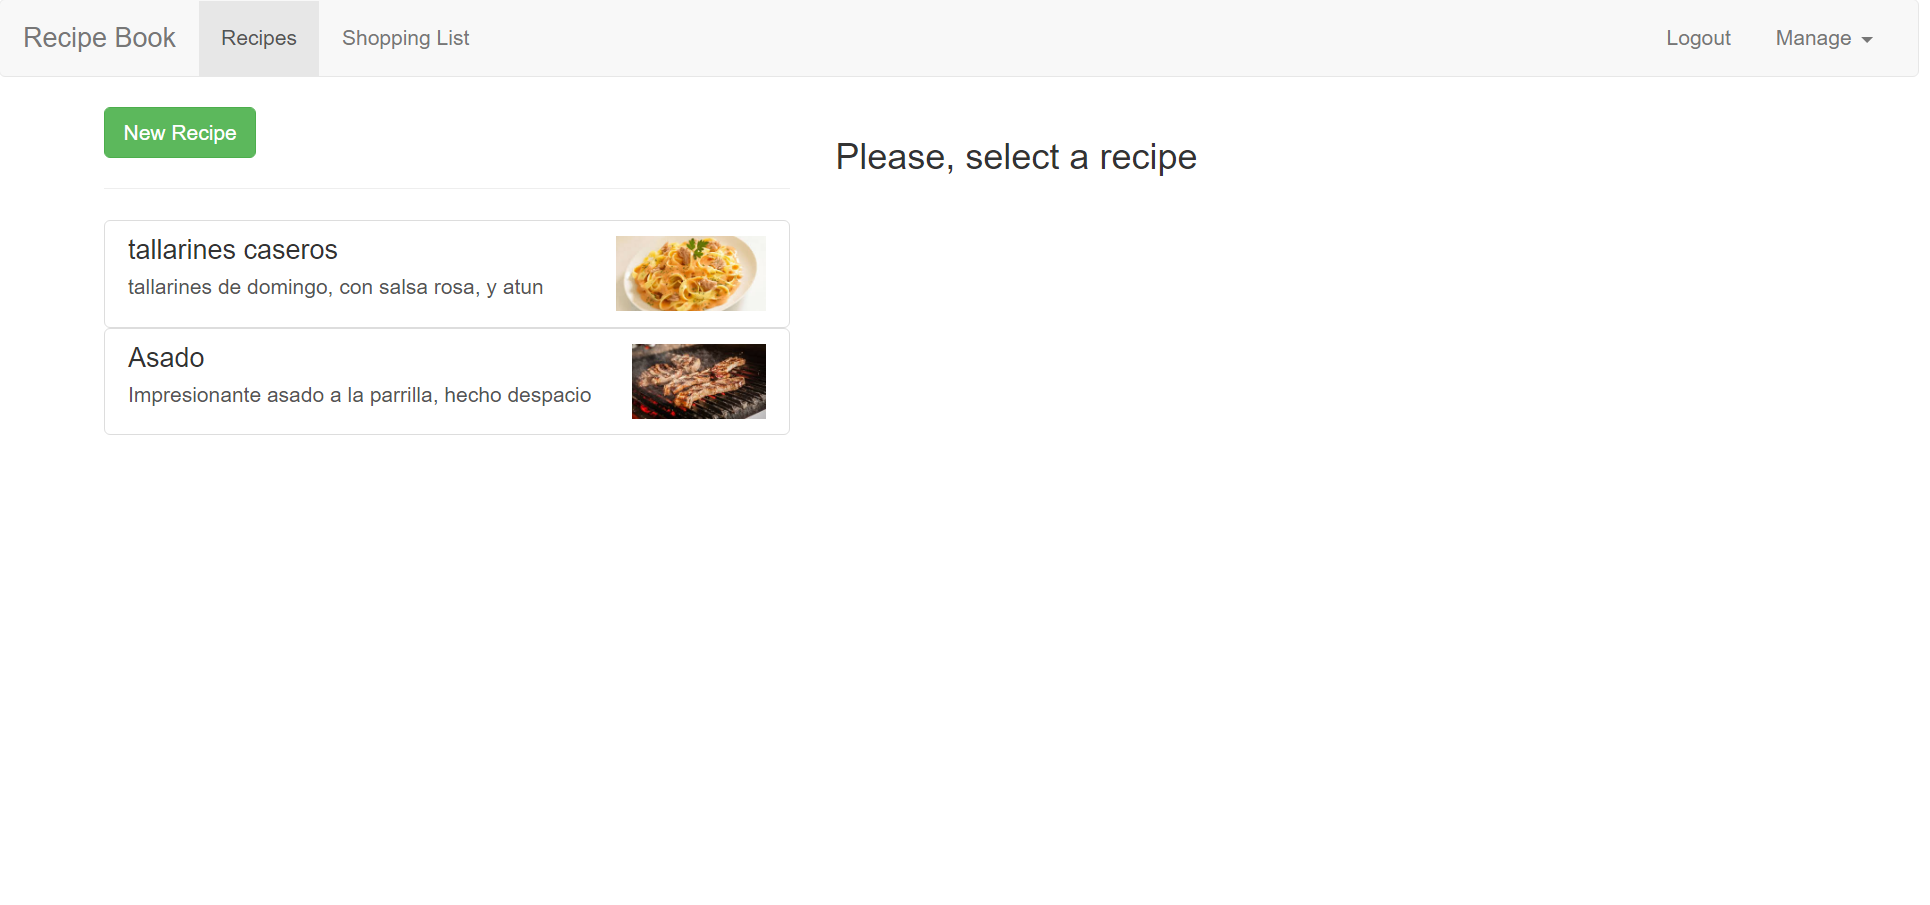 Recipe Book Recipes Shopping List Logout Manage
New Recipe
Please, select a recipe
tallarines caseros
tallarines de domingo, con salsa rosa, y atun
Asado
Impresionante asado a la parrilla, hecho despacio